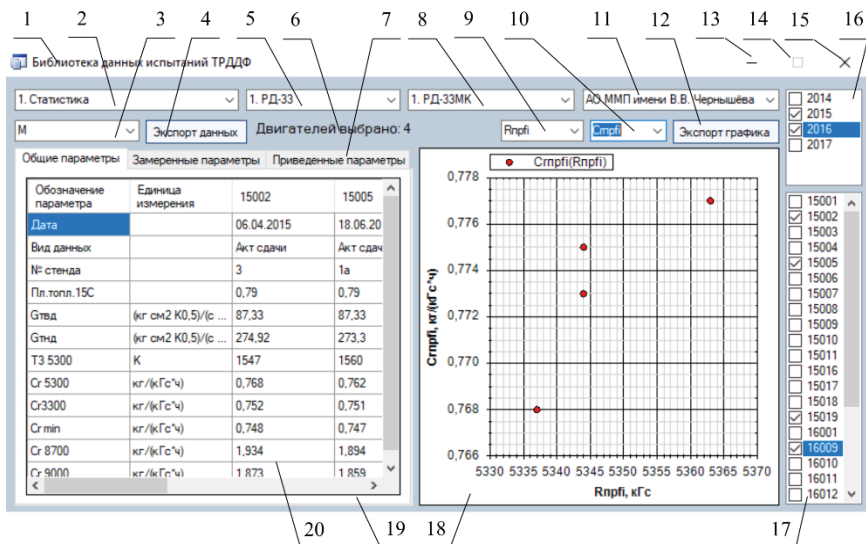 1 2 3 4 5 6 7 8 9 10 11 12 13 14 15 16
Библиотека данных испытаний ТРДДФ
1. Статистика 1. РД-33 1. РД-33МК АО ММП имени В.В. Чернышёва
М Экспорт данных Двигателей выбрано: 4 Rпрfi Crпрfi Экспорт графика
Общие параметры Замеренные параметры Приведенные параметры
Обозначение параметра Единица измерения 15002 15005
Дата 06.04.2015 18.06.20
Вид данных Акт сдачи Акт сдач
№ стенда 3 1а
Пл.топл.15С 0,79 0,79
Gтвд (кг см2 К0,5)/(с ... 87,33 87,33
Gтнд (кг см2 К0,5)/(с ... 274,92 273,3
Т3 5300 К 1547 1560
Cr 5300 кг/(кГс*ч) 0,768 0,762
Cr3300 кг/(кГс*ч) 0,752 0,751
Cr min кг/(кГс*ч) 0,748 0,747
Cr 8700 кг/(кГс*ч) 1,934 1,894
Cr 9000 кг/(кГс*ч) 1,873 1,859
Crпрfi(Rпрfi)
Crпрfi, кг/(кГс*ч)
0,778
0,776
0,774
0,772
0,770
0,768
0,766
5330 5335 5340 5345 5350 5355 5360 5365 5370
Rпрfi, кГс
2014
2015
2016
2017
15001
15002
15003
15004
15005
15006
15007
15008
15009
15010
15011
15016
15017
15018
15019
16001
16009
16010
16011
16012
20 19 18 17